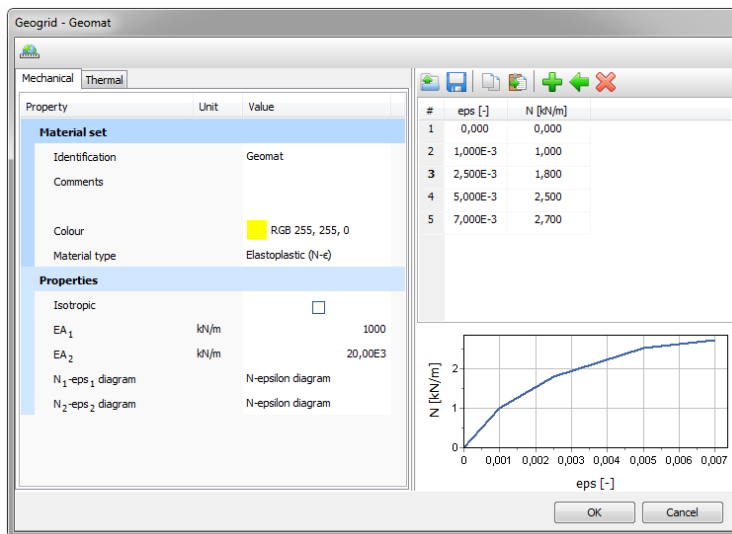 Geogrid - Geomat
Mechanical Thermal
Property Unit Value
Material set
Identification Geomat
Comments
Colour RGB 255, 255, 0
Material type Elastoplastic (N-ϵ)
Properties
Isotropic
EA1 kN/m 1000
EA2 kN/m 20,00E3
N1-eps1 diagram N-epsilon diagram
N2-eps2 diagram N-epsilon diagram
# eps [-] N [kN/m]
1 0,000 0,000
2 1,000E-3 1,000
3 2,500E-3 1,800
4 5,000E-3 2,500
5 7,000E-3 2,700
N [kN/m]
2
1
0
0 0,001 0,002 0,003 0,004 0,005 0,006 0,007
eps [-]
OK Cancel